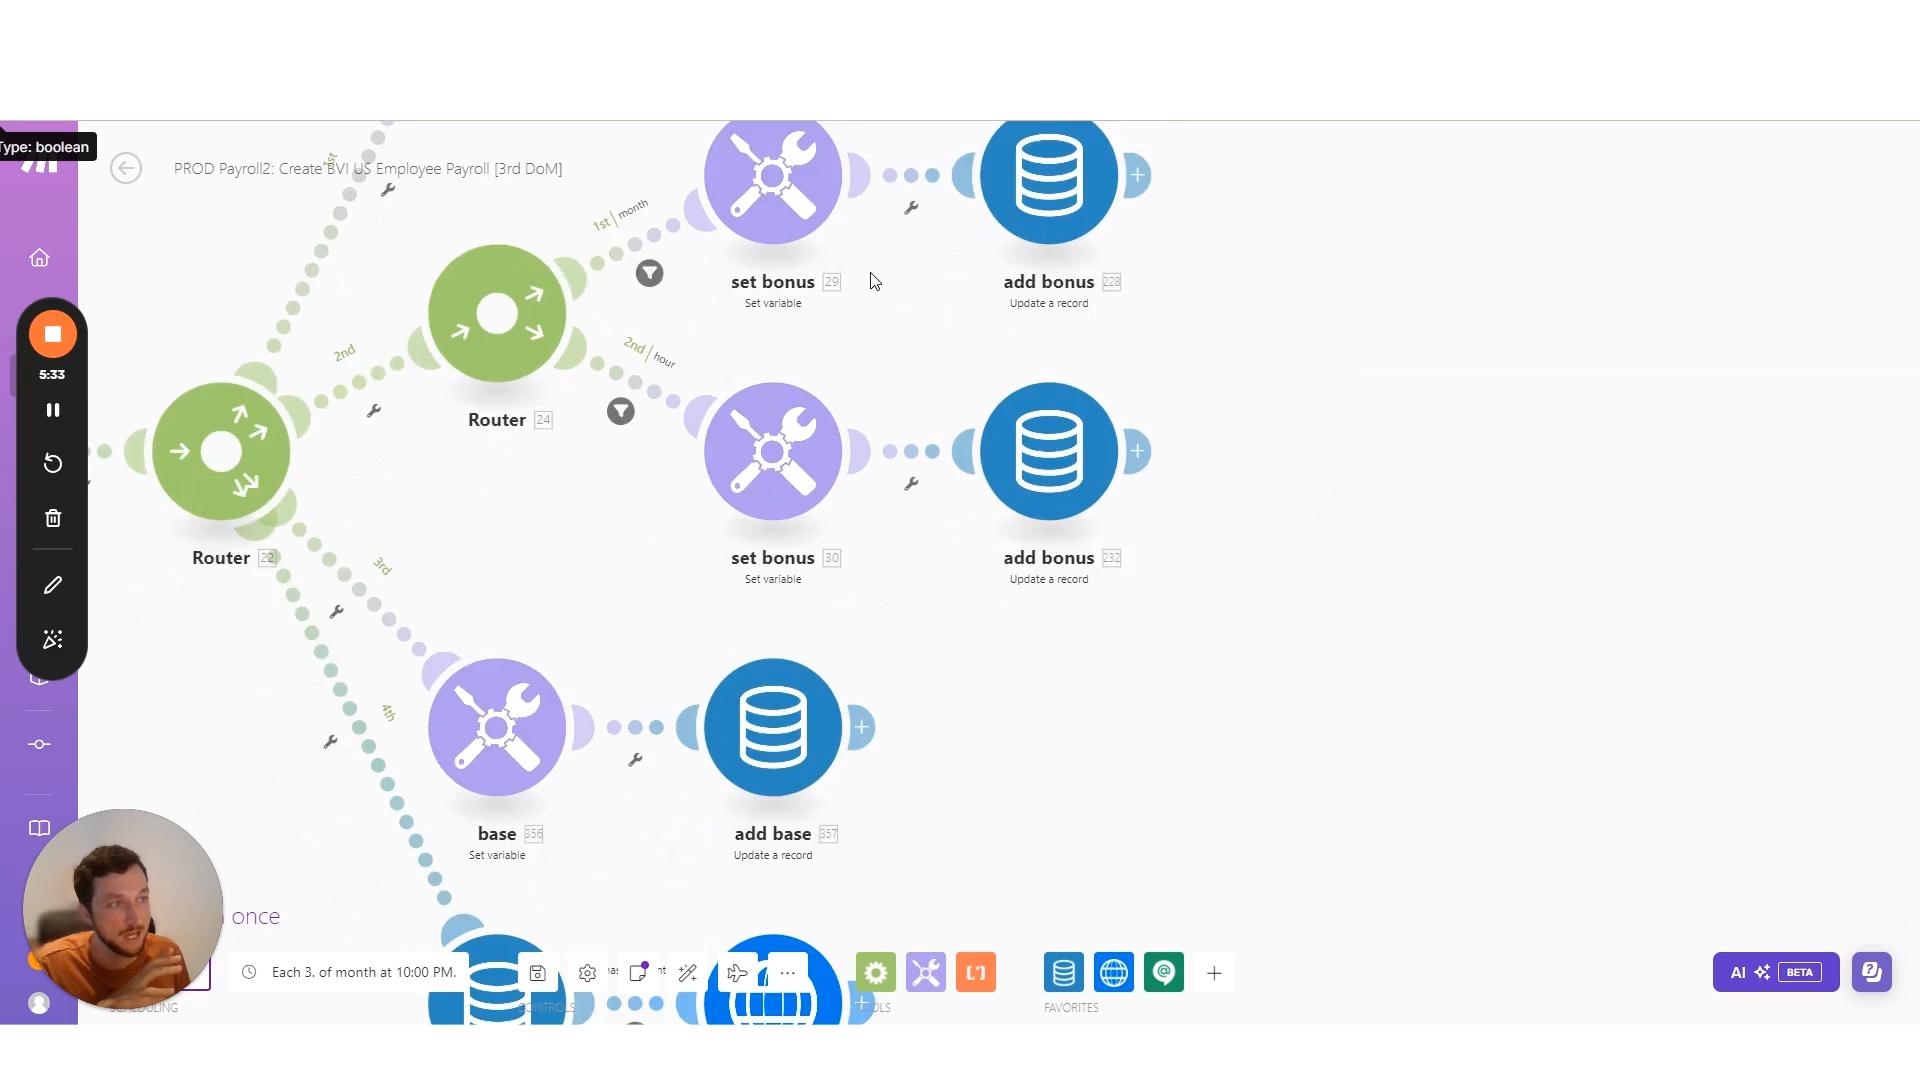 Type: boolean
PROD Payroll2: Create BVI US Employee Payroll [3rd DoM]
1st
1st | month
set bonus 29
Set variable
add bonus 228
Update a record
5:33
2nd
2nd | hour
Router 24
Router 22
set bonus 30
Set variable
add bonus 232
Update a record
3rd
4th
base 356
Set variable
add base 357
Update a record
once
Each 3. of month at 10:00 PM.
[*]
AI BETA
SCHEDULING
CONTROLS
FAVORITES